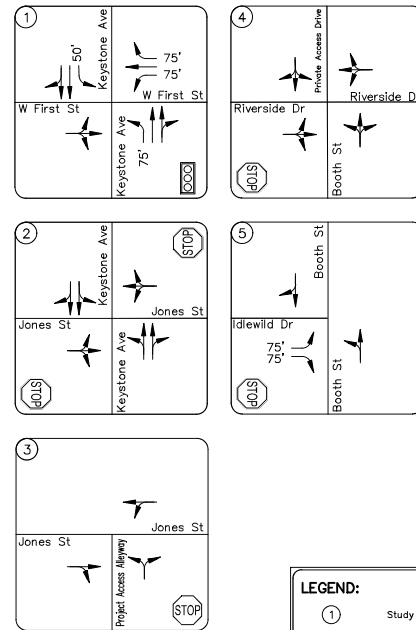 1
Keystone Ave
50'
75'
75'
W First St
W First St
Keystone Ave
75'
4
Private Access Drive
Riverside D
Riverside Dr
STOP
Booth St
2
Keystone Ave
STOP
Jones St
Jones St
STOP
Keystone Ave
5
Booth St
Idlewild Dr
75'
75'
STOP
Booth St
3
Jones St
Jones St
Project Access Alleyway
STOP
LEGEND:
1 Study